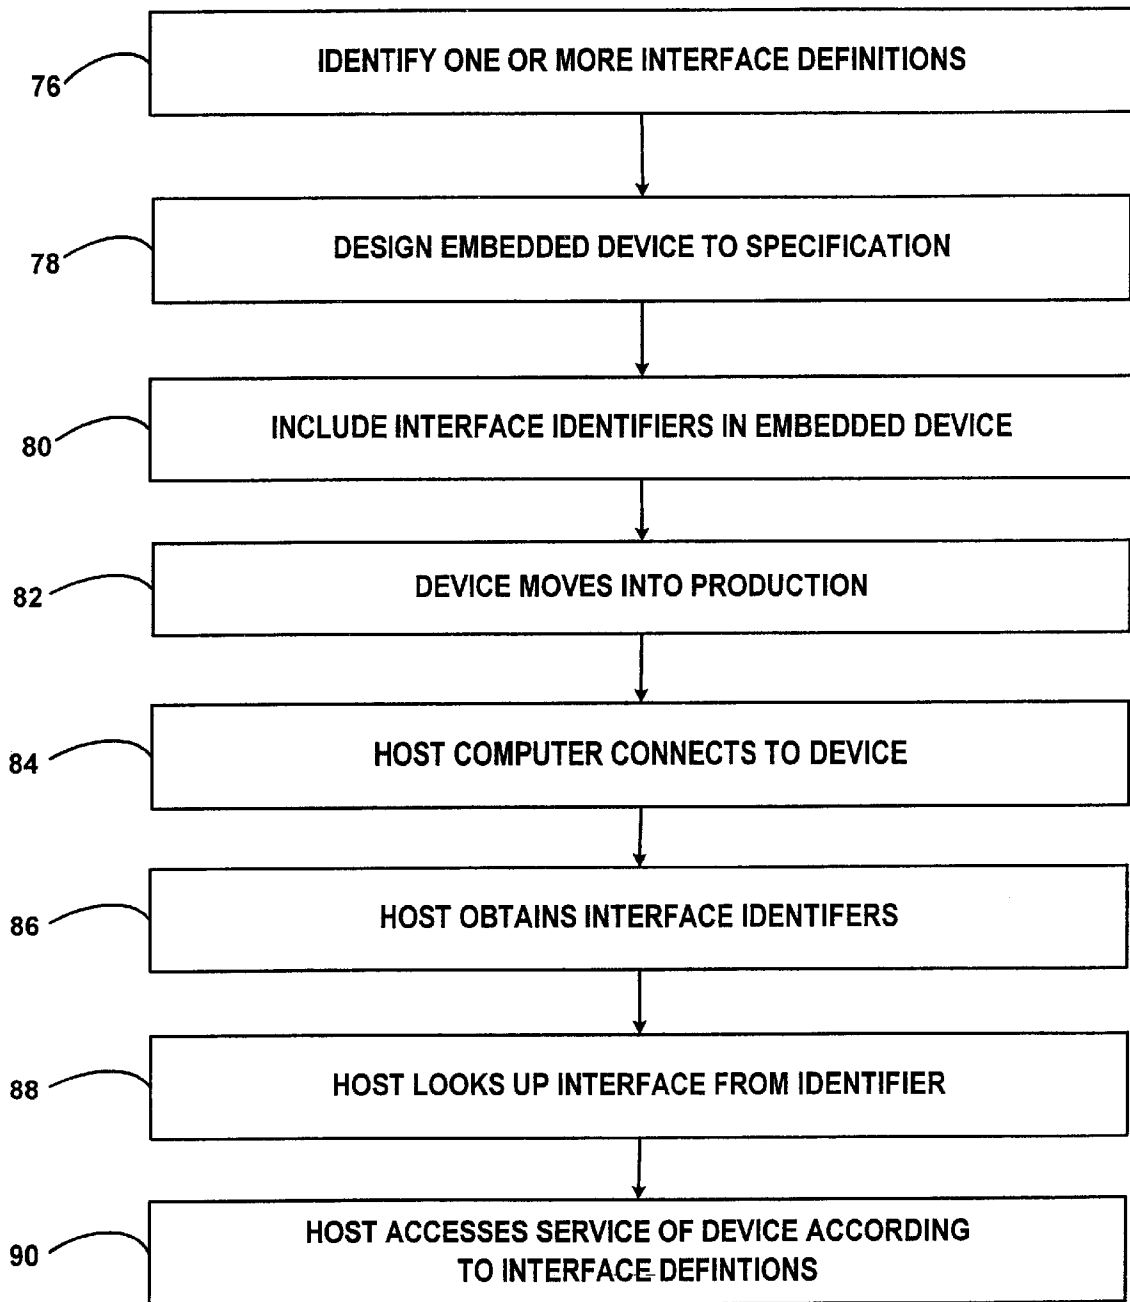 76
IDENTIFY ONE OR MORE INTERFACE DEFINITIONS
78
DESIGN EMBEDDED DEVICE TO SPECIFICATION
80
INCLUDE INTERFACE IDENTIFIERS IN EMBEDDED DEVICE
82
DEVICE MOVES INTO PRODUCTION
84
HOST COMPUTER CONNECTS TO DEVICE
86
HOST OBTAINS INTERFACE IDENTIFERS
88
HOST LOOKS UP INTERFACE FROM IDENTIFIER
90
HOST ACCESSES SERVICE OF DEVICE ACCORDING
TO INTERFACE DEFINTIONS